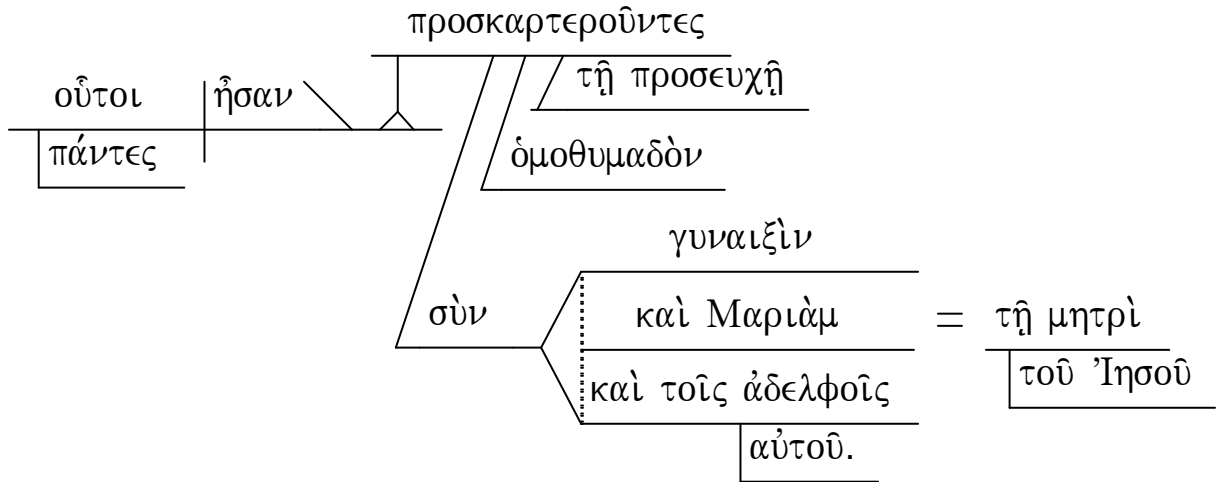 προσκαρτεροῦντες
οὗτοι ἦσαν τῇ προσευχῇ
πάντες ὁμοθυμαδὸν
γυναιξὶν
σὺν καὶ Μαριὰμ = τῇ μητρὶ
καὶ τοῖς ἀδελφοῖς τοῦ Ἰησοῦ
αὐτοῦ.